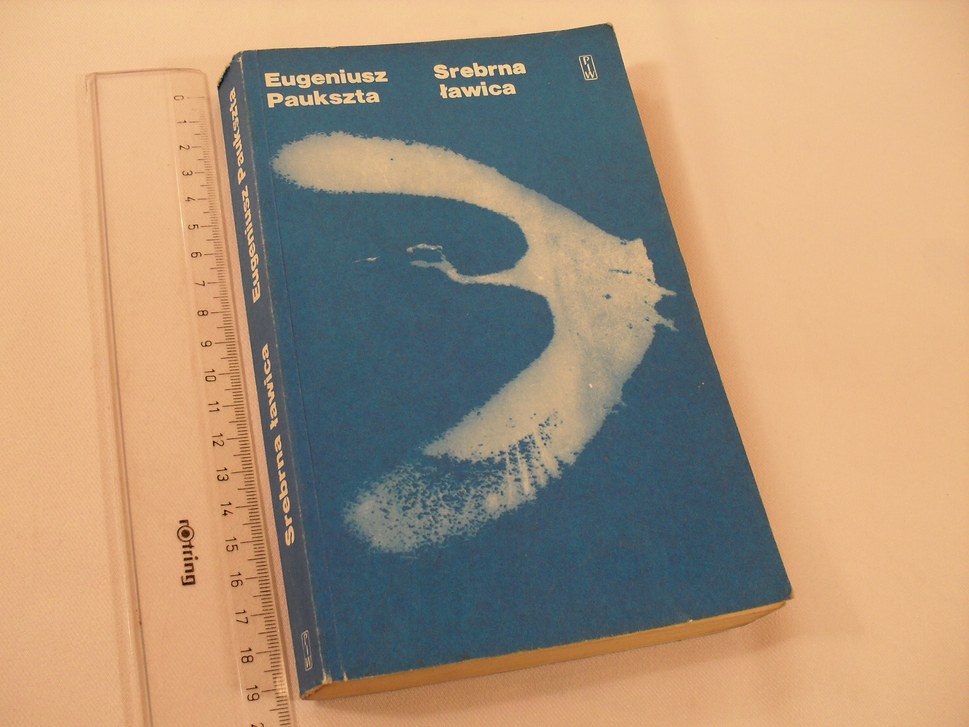 Eugeniusz
Paukszta
Srebrna
ławica
PIW
Eugeniusz Paukszta
Srebrna ławica
0
1
2
3
4
5
6
7
8
9
10
11
12
13
14
15
16
17
18
19
rotring